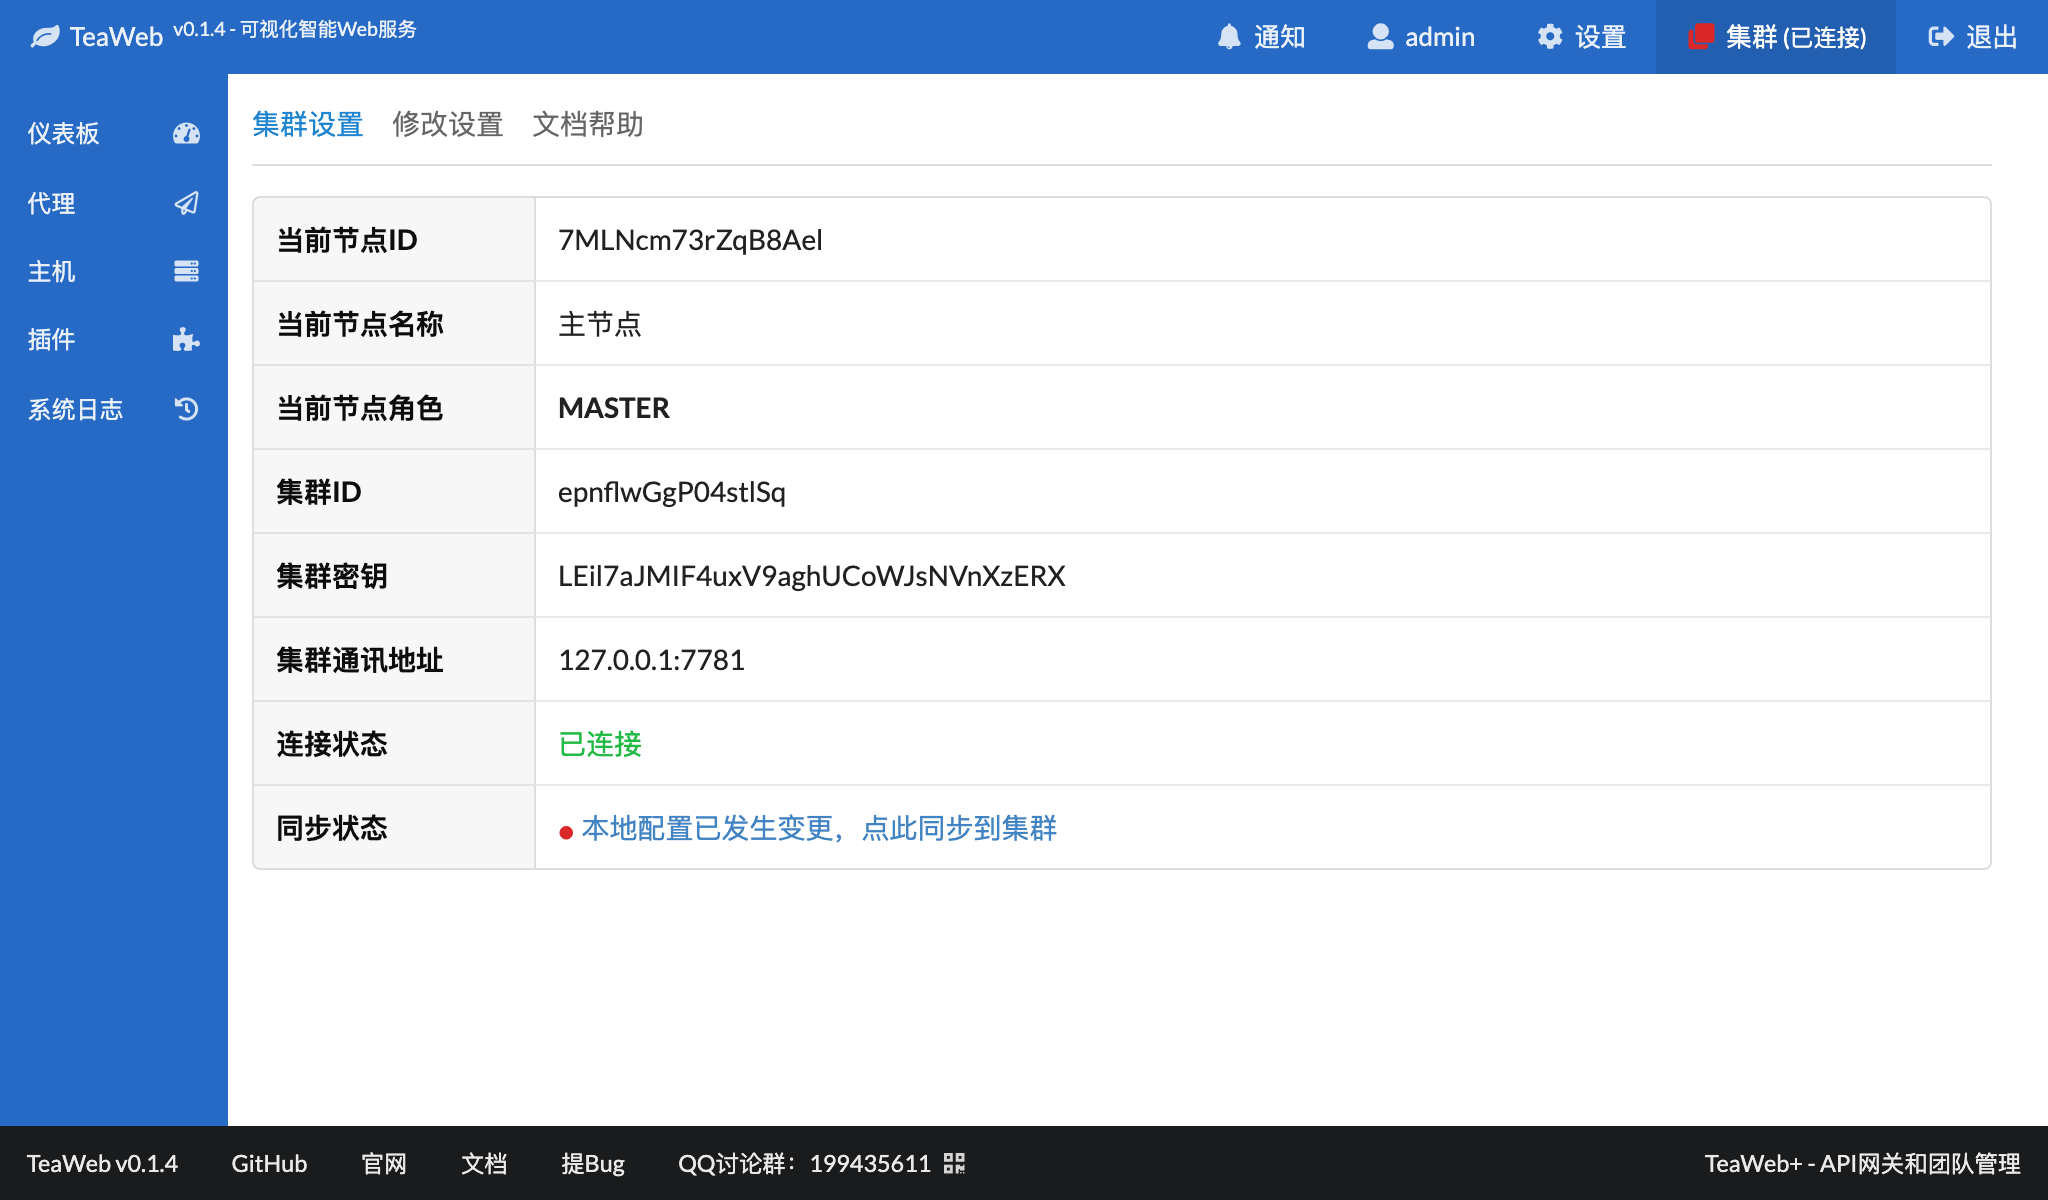 TeaWeb v0.1.4 - 可视化智能Web服务
通知
admin
设置
集群 (已连接)
退出
仪表板
代理
主机
插件
系统日志
集群设置 修改设置 文档帮助
当前节点ID 7MLNcm73rZqB8Ael
当前节点名称 主节点
当前节点角色 MASTER
集群ID epnflwGgP04stlSq
集群密钥 LEil7aJMIF4uxV9aghUCoWJsNVnXzERX
集群通讯地址 127.0.0.1:7781
连接状态 已连接
同步状态 本地配置已发生变更，点此同步到集群
TeaWeb v0.1.4 GitHub 官网 文档 提Bug QQ讨论群：199435611 TeaWeb+ - API网关和团队管理